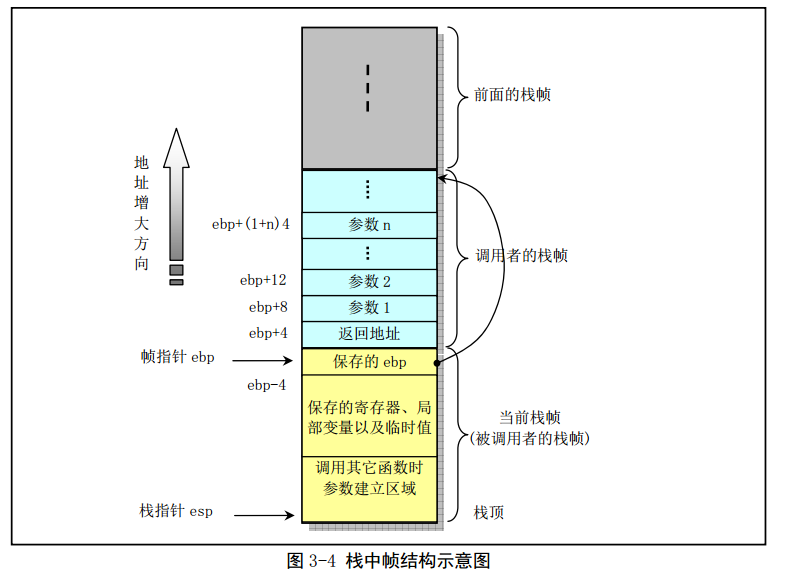 前面的栈帧
地址增大方向
ebp+(1+n)4
参数 n
调用者的栈帧
ebp+12
参数 2
ebp+8
参数 1
ebp+4
返回地址
帧指针 ebp
保存的 ebp
ebp-4
保存的寄存器、局
部变量以及临时值
当前栈帧
(被调用者的栈帧)
调用其它函数时
参数建立区域
栈指针 esp
栈顶
图 3-4 栈中帧结构示意图